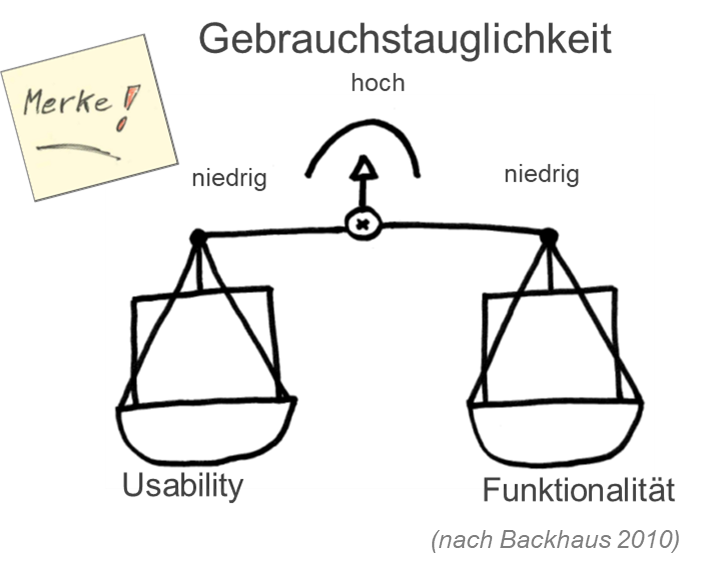 Gebrauchstauglichkeit
hoch
Merke!
niedrig
niedrig
Usability
Funktionalität
(nach Backhaus 2010)